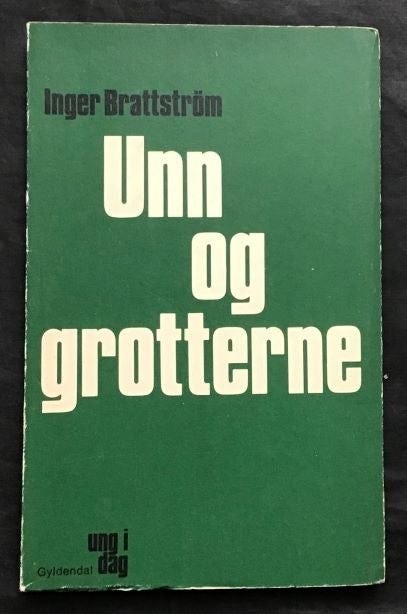 Inger Brattström
Unn
og
grotterne
ung i
Gyldendal dag